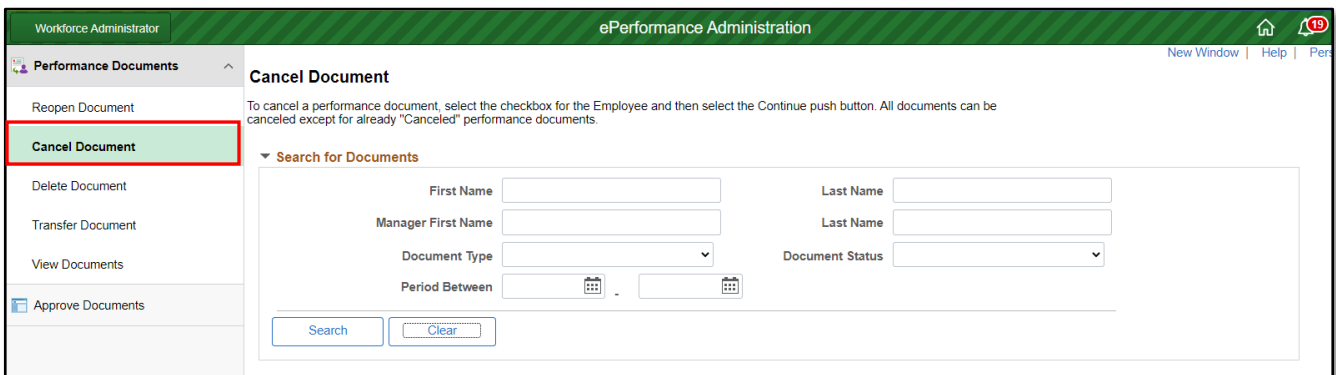 Workforce Administrator
ePerformance Administration
19
New Window | Help | Pers
Performance Documents
Reopen Document
Cancel Document
Delete Document
Transfer Document
View Documents
Approve Documents
Cancel Document
To cancel a performance document, select the checkbox for the Employee and then select the Continue push button. All documents can be
canceled except for already "Canceled" performance documents.
Search for Documents
First Name
Last Name
Manager First Name
Last Name
Document Type
Document Status
Period Between
-
Search
Clear